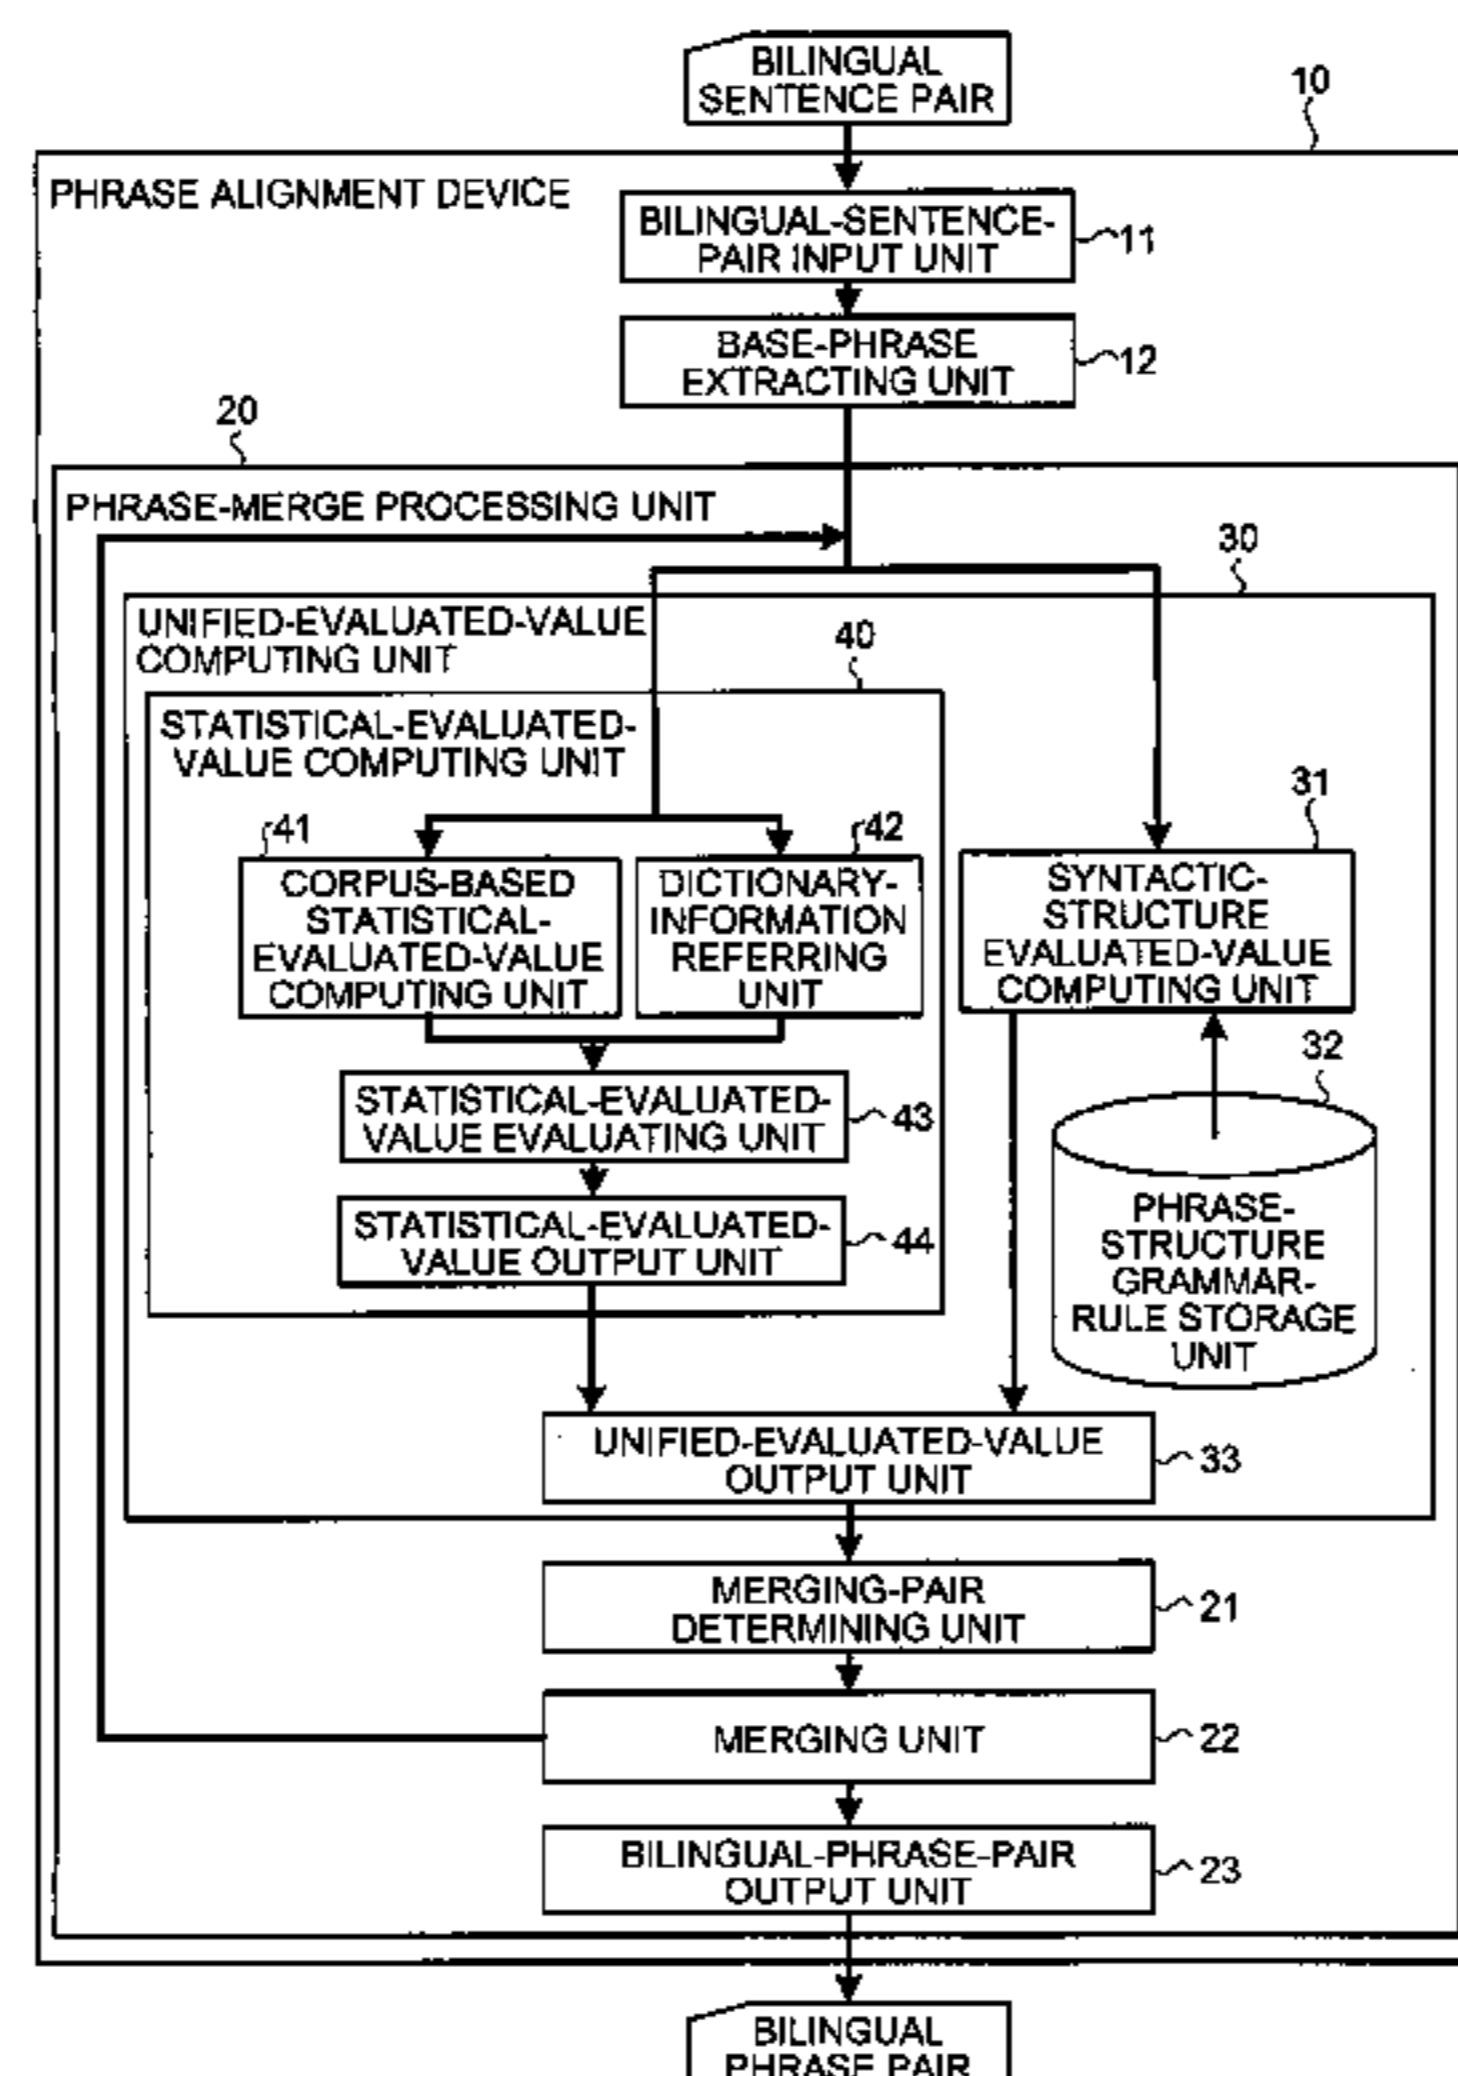 BILINGUAL
SENTENCE PAIR
10
PHRASE ALIGNMENT DEVICE
BILINGUAL-SENTENCE-
PAIR INPUT UNIT
11
BASE-PHRASE
EXTRACTING UNIT
12
20
PHRASE-MERGE PROCESSING UNIT
30
UNIFIED-EVALUATED-VALUE
COMPUTING UNIT
40
STATISTICAL-EVALUATED-
VALUE COMPUTING UNIT
41
CORPUS-BASED
STATISTICAL-
EVALUATED-VALUE
COMPUTING UNIT
42
DICTIONARY-
INFORMATION
REFERRING
UNIT
31
SYNTACTIC-
STRUCTURE
EVALUATED-VALUE
COMPUTING UNIT
32
PHRASE-
STRUCTURE
GRAMMAR-
RULE STORAGE
UNIT
STATISTICAL-EVALUATED-
VALUE EVALUATING UNIT
43
STATISTICAL-EVALUATED-
VALUE OUTPUT UNIT
44
UNIFIED-EVALUATED-VALUE
OUTPUT UNIT
33
MERGING-PAIR
DETERMINING UNIT
21
MERGING UNIT
22
BILINGUAL-PHRASE-PAIR
OUTPUT UNIT
23
BILINGUAL
PHRASE PAIR